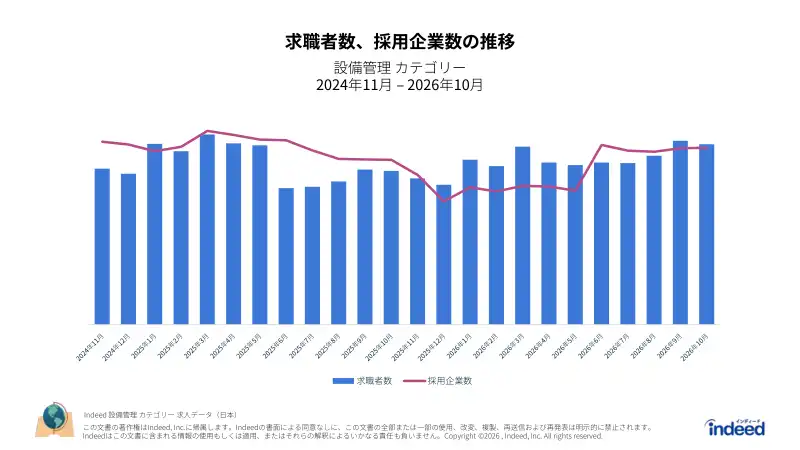 求職者数、採用企業数の推移
設備管理 カテゴリー
2024年11月 – 2026年10月
2024年11月
2024年12月
2025年1月
2025年2月
2025年3月
2025年4月
2025年5月
2025年6月
2025年7月
2025年8月
2025年9月
2025年10月
2025年11月
2025年12月
2026年1月
2026年2月
2026年3月
2026年4月
2026年5月
2026年6月
2026年7月
2026年8月
2026年9月
2026年10月
求職者数
採用企業数
Indeed 設備管理 カテゴリー 求人データ（日本）
この文書の著作権はIndeed, Inc.に帰属します。Indeedの書面による同意なしに、この文書の全部または一部の使用、改変、複製、再送信および再発表は明示的に禁止されます。
Indeedはこの文書に含まれる情報の使用もしくは適用、またはそれらの解釈によるいかなる責任も負いません。Copyright ©2026 , Indeed, Inc. All rights reserved.
インディード
indeed